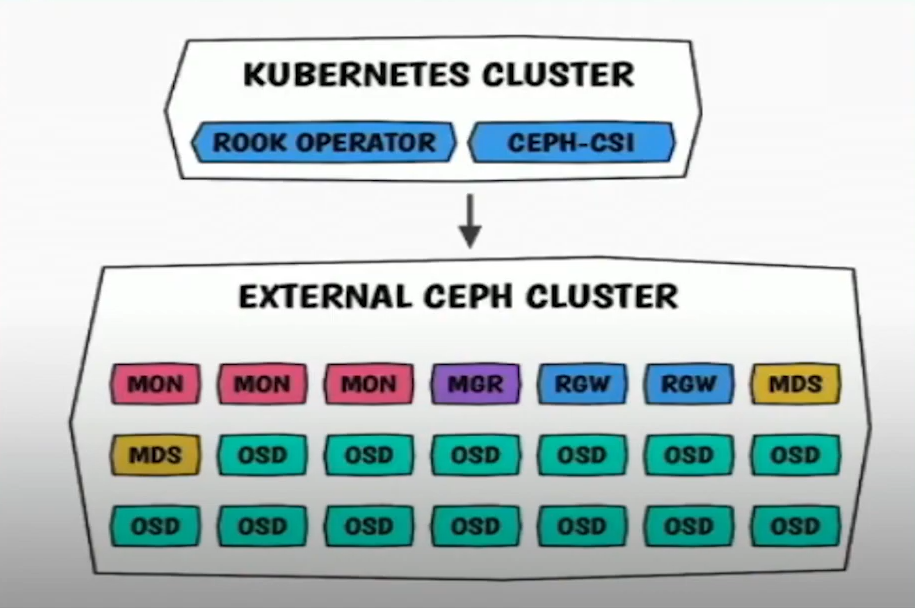 KUBERNETES CLUSTER
ROOK OPERATOR CEPH-CSI
EXTERNAL CEPH CLUSTER
MON MON MON MGR RGW RGW MDS
MDS OSD OSD OSD OSD OSD OSD
OSD OSD OSD OSD OSD OSD OSD